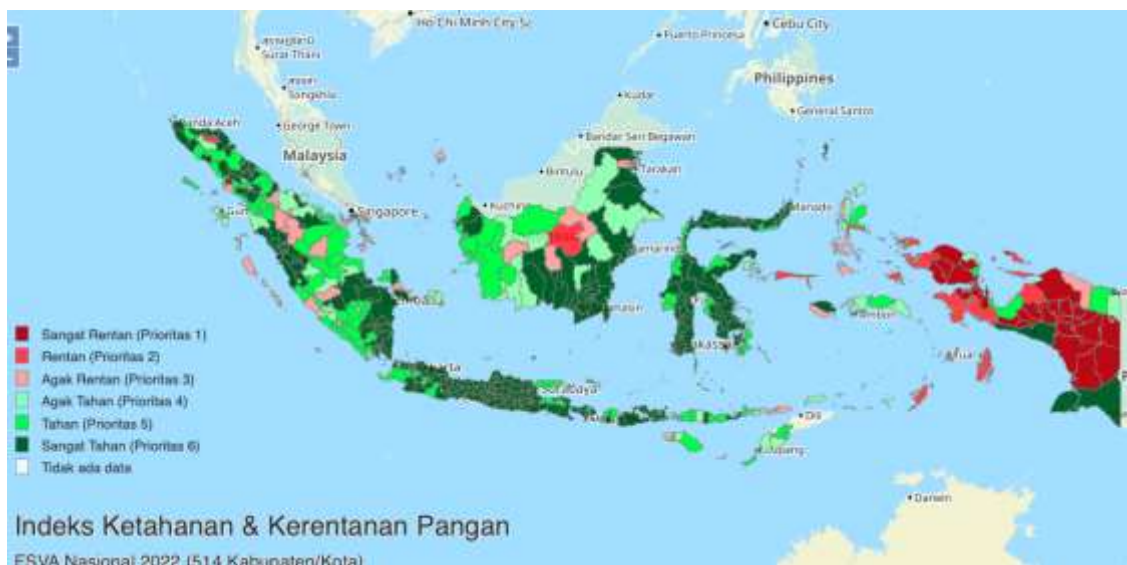 Ho Chi Minh City
Cebu City
Surat Thani
Puerto Princesa
Philippines
Kudat
General Santos
Banda Aceh
George Town
Bandar Seri Begawan
Malaysia
Tarakan
Bintulu
Manado
Kuching
Singapore
Sangat Rentan (Prioritas 1)
Rentan (Prioritas 2)
Agak Rentan (Prioritas 3)
Agak Tahan (Prioritas 4)
Tahan (Prioritas 5)
Sangat Tahan (Prioritas 6)
Tidak ada data
Surabaya
Dili
Kupang
Darwin
Indeks Ketahanan & Kerentanan Pangan
FSVA Nasional 2022 (514 Kabupaten/Kota)